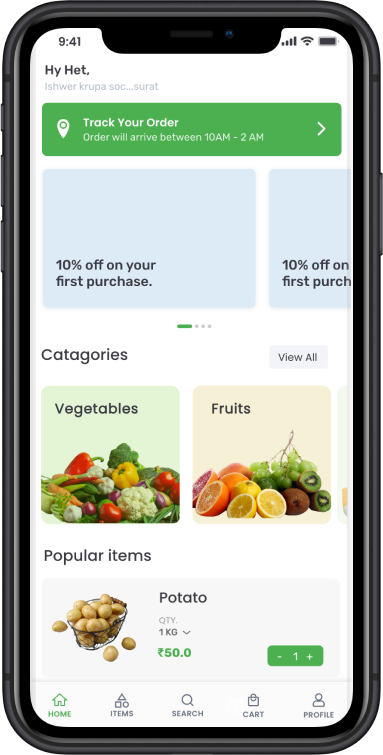 9:41
Hy Het,
Ishwer krupa soc...surat
Track Your Order
Order will arrive between 10AM - 2 AM
10% off on your
first purchase.
10% off on
first purch
Catagories
View All
Vegetables
Fruits
Popular items
Potato
QTY.
1 KG
₹50.0
- 1 +
HOME
ITEMS
SEARCH
CART
PROFILE